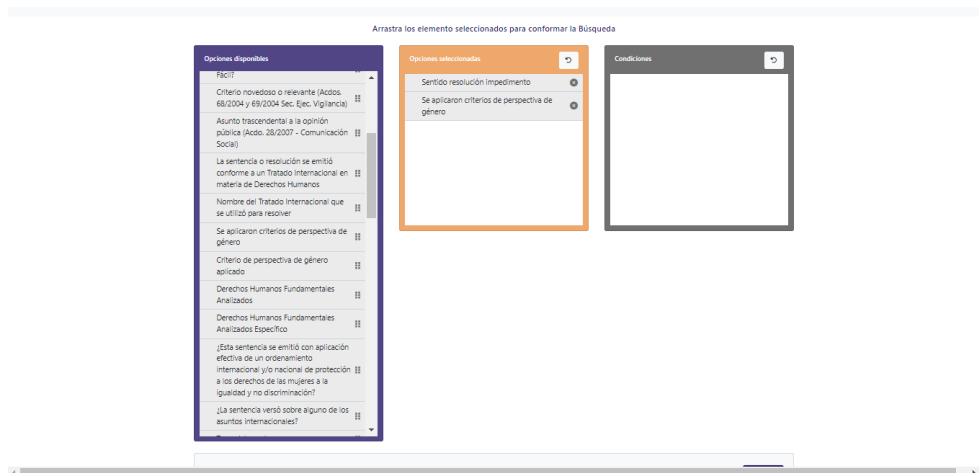 Arrastra los elemento seleccionados para conformar la Búsqueda
Opciones disponibles
Fácil?
Criterio novedoso o relevante (Acdos.
68/2004 y 69/2004 Sec. Ejec. Vigilancia)
Asunto trascendental a la opinión
pública (Acdo. 28/2007 - Comunicación
Social)
La sentencia o resolución se emitió
conforme a un Tratado Internacional en
materia de Derechos Humanos
Nombre del Tratado Internacional que
se utilizó para resolver
Se aplicaron criterios de perspectiva de
género
Criterio de perspectiva de género
aplicado
Derechos Humanos Fundamentales
Analizados
Derechos Humanos Fundamentales
Analizados Específico
¿Esta sentencia se emitió con aplicación
efectiva de un ordenamiento
internacional y/o nacional de protección
a los derechos de las mujeres a la
igualdad y no discriminación?
¿La sentencia versó sobre alguno de los
asuntos internacionales?
Opciones seleccionadas
Sentido resolución impedimento
Se aplicaron criterios de perspectiva de
género
Condiciones